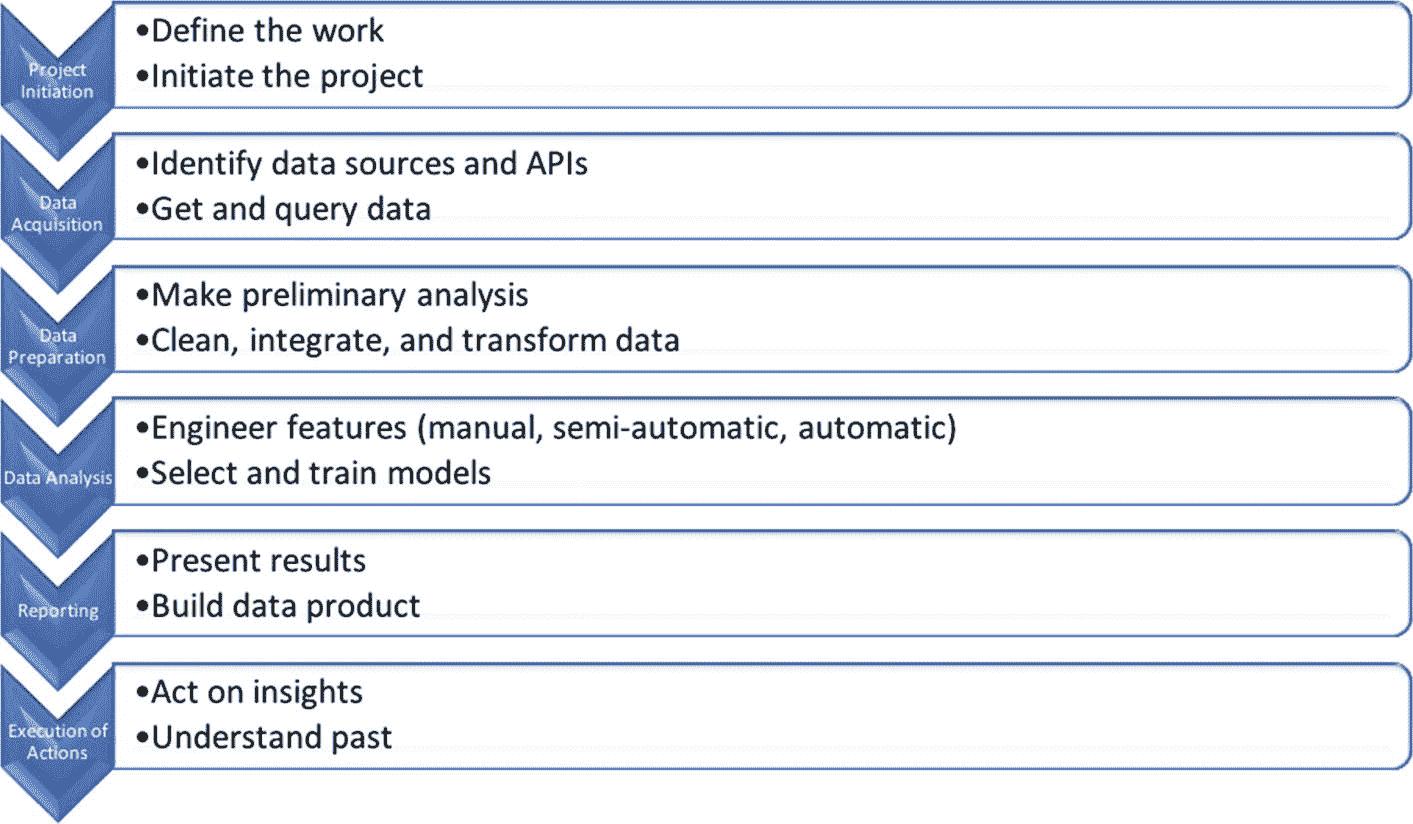 Project
Initiation
•Define the work
•Initiate the project
Data
Acquisition
•Identify data sources and APIs
•Get and query data
Data
Preparation
•Make preliminary analysis
•Clean, integrate, and transform data
Data Analysis
•Engineer features (manual, semi-automatic, automatic)
•Select and train models
Reporting
•Present results
•Build data product
Execution of
Actions
•Act on insights
•Understand past